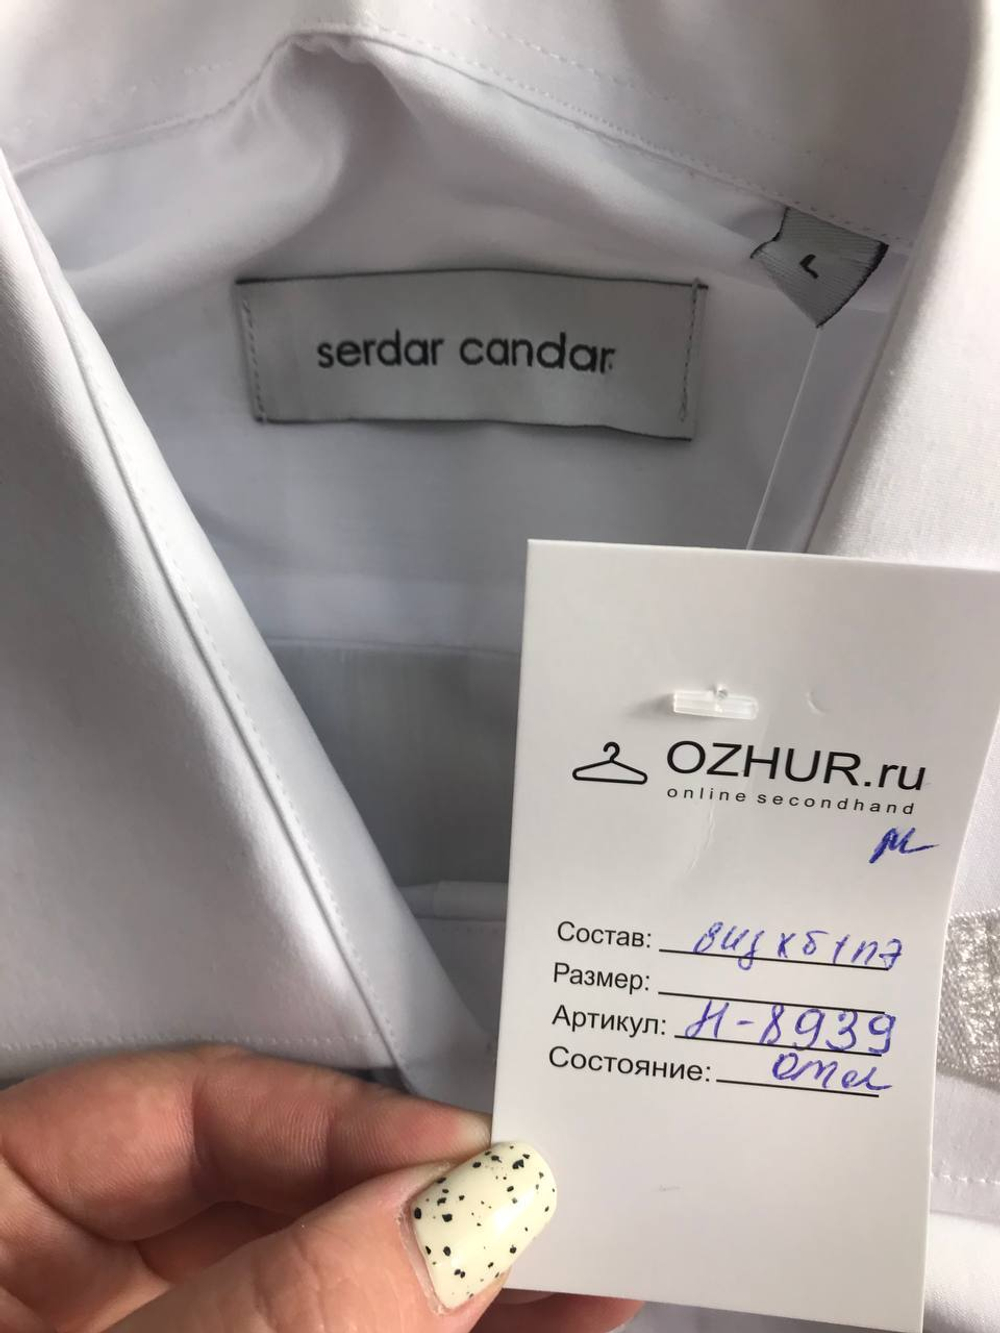 L
serdar candar
OZHUR.ru
online secondhand
Состав: виз хб+пэ
Размер:
Артикул: Н-8939
Состояние: отл